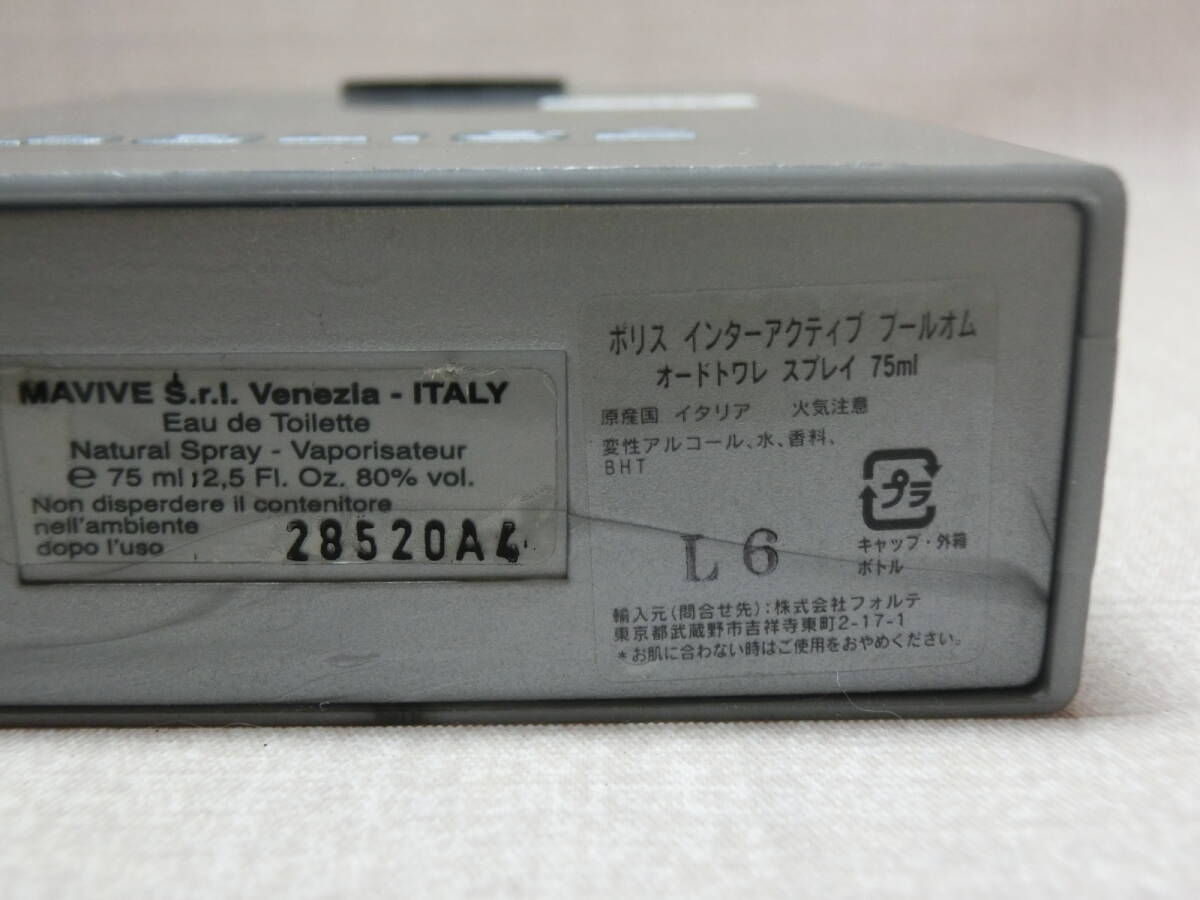 MAVIVE S.r.l. Venezia - ITALY
Eau de Toilette
Natural Spray - Vaporisateur
℮ 75 ml 2,5 Fl. Oz. 80% vol.
Non disperdere il contenitore
nell'ambiente
dopo l'uso
28520A4
ポリス インターアクティブ プールオム
オードトワレ スプレイ 75ml
原産国 イタリア 火気注意
変性アルコール、水、香料、
BHT
プラ
キャップ・外箱
ボトル
L 6
輸入元(問合せ先):株式会社フォルテ
東京都武蔵野市吉祥寺東町2-17-1
*お肌に合わない時はご使用をおやめください。